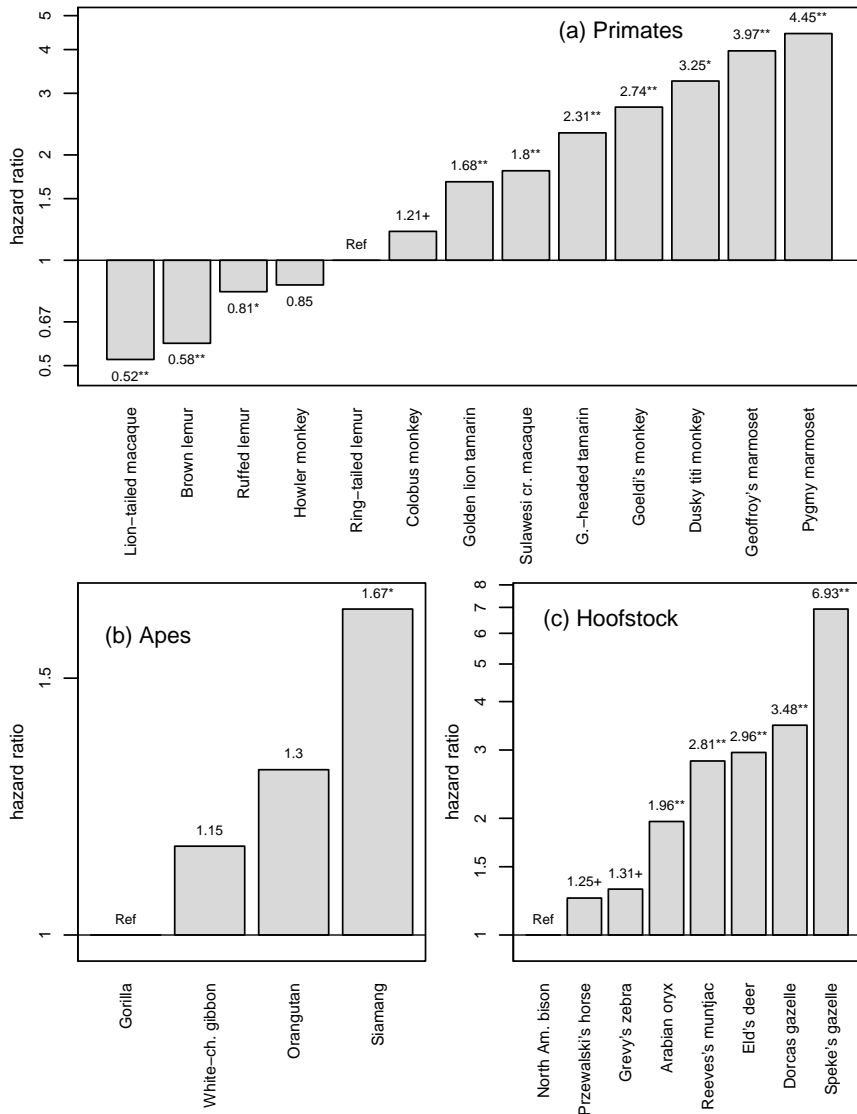 (a) Primates
hazard ratio
5
4
3
2
1.5
1
0.67
0.5
0.52**
0.58**
0.81*
0.85
Ref
1.21+
1.68**
1.8**
2.31**
2.74**
3.25*
3.97**
4.45**
Lion−tailed macaque
Brown lemur
Ruffed lemur
Howler monkey
Ring−tailed lemur
Colobus monkey
Golden lion tamarin
Sulawesi cr. macaque
G.−headed tamarin
Goeldi's monkey
Dusky titi monkey
Geoffroy's marmoset
Pygmy marmoset
(b) Apes
hazard ratio
1.5
1
Ref
1.15
1.3
1.67*
Gorilla
White−ch. gibbon
Orangutan
Siamang
(c) Hoofstock
hazard ratio
8
7
6
5
4
3
2
1.5
1
Ref
1.25+
1.31+
1.96**
2.81**
2.96**
3.48**
6.93**
North Am. bison
Przewalski's horse
Grevy's zebra
Arabian oryx
Reeves's muntjac
Eld's deer
Dorcas gazelle
Speke's gazelle